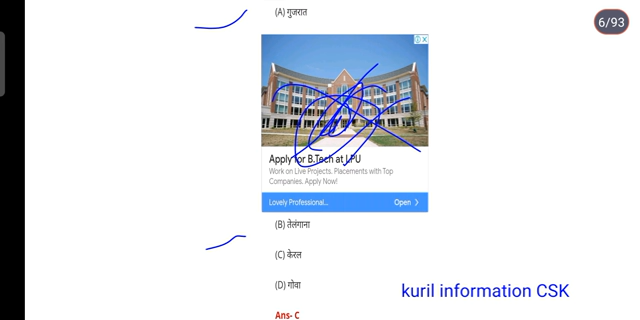 (A) गुजरात
6/93
Apply for B.Tech at LPU
Work on Live Projects. Placements with Top
Companies. Apply Now!
Lovely Professional... Open
(B) तेलंगाना
(C) केरल
(D) गोवा
kuril information CSK
Ans- C